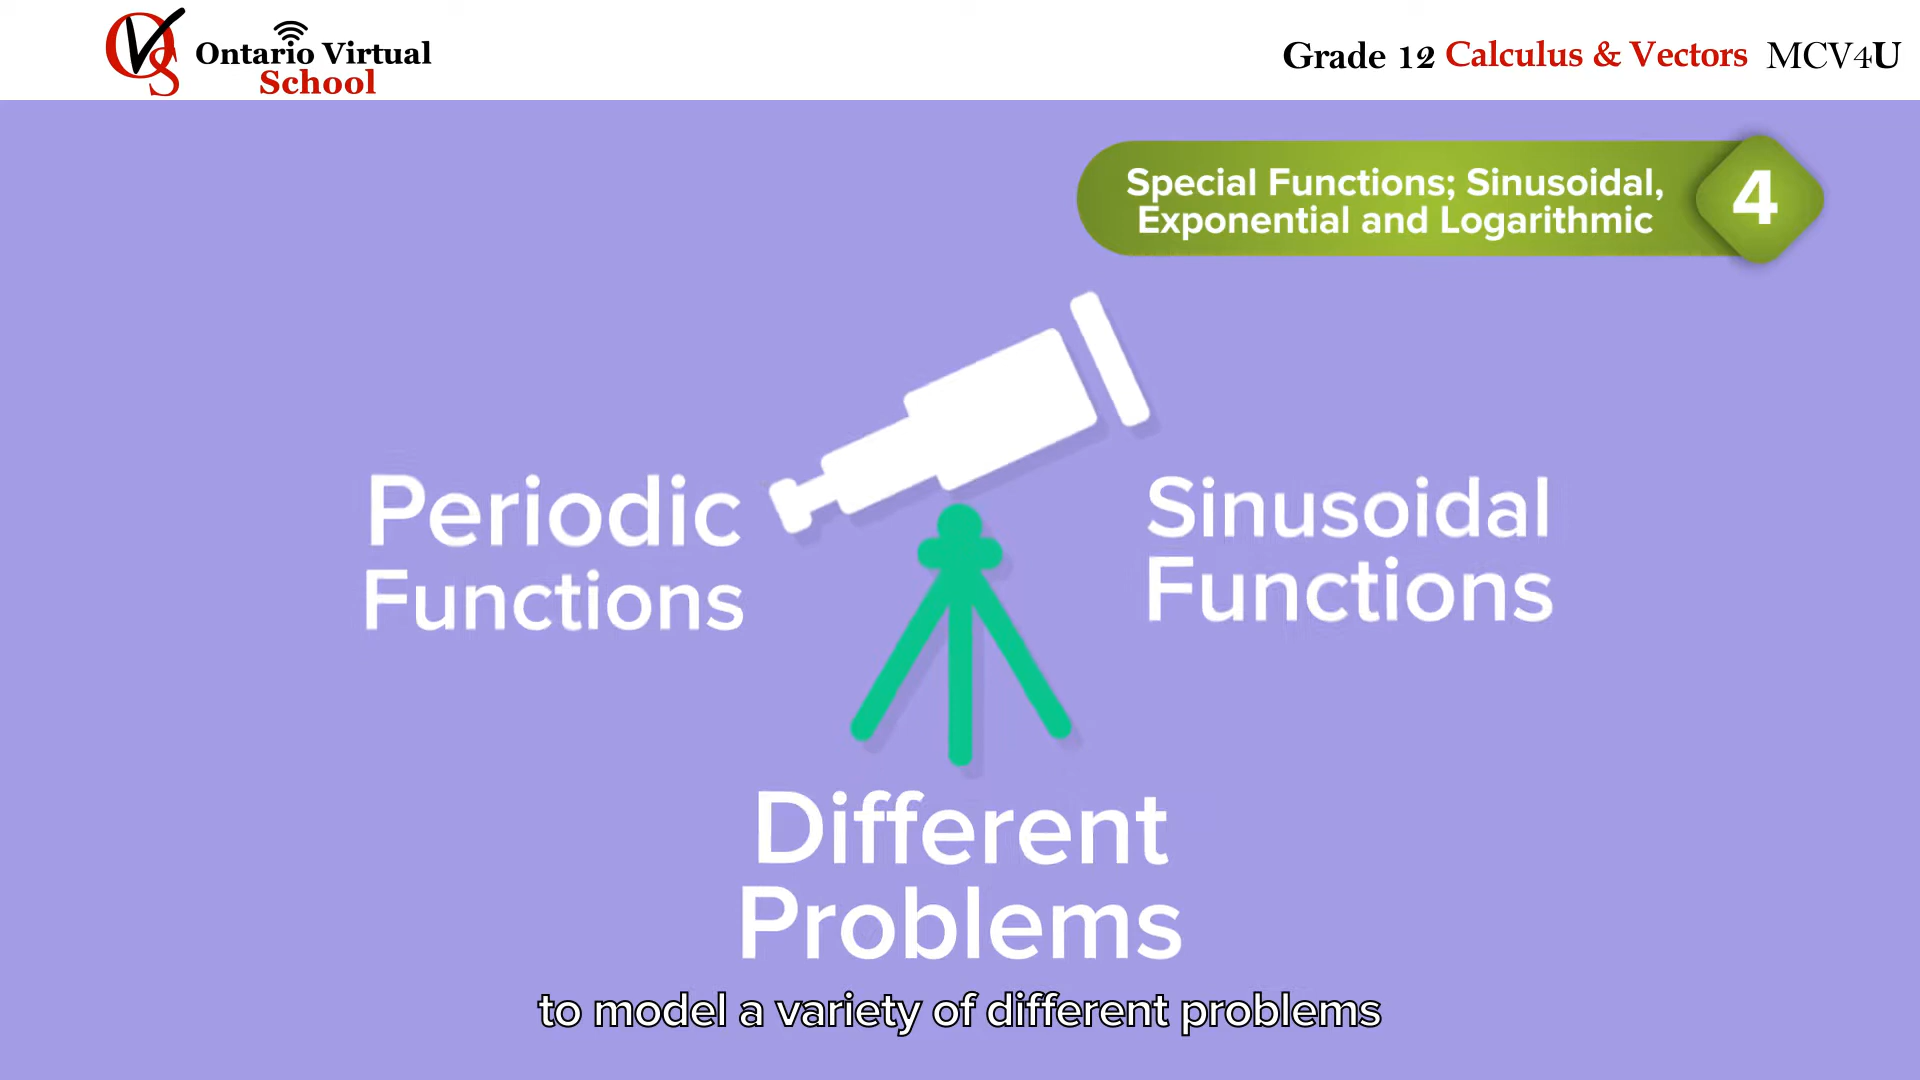 OVS
Ontario Virtual
School
Grade 12 Calculus & Vectors MCV4U
Special Functions; Sinusoidal,
Exponential and Logarithmic
4
Periodic
Functions
Sinusoidal
Functions
Different
Problems
to model a variety of different problems